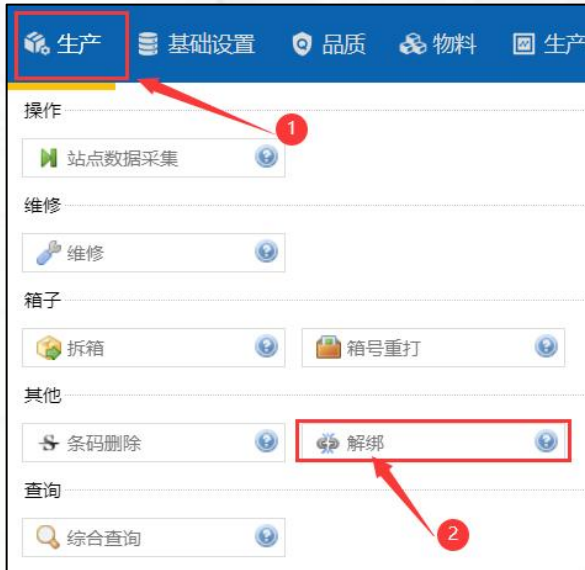 生产 基础设置 品质 物料 生产
操作
1
站点数据采集
维修
维修
箱子
拆箱 箱号重打
其他
条码删除 解绑
查询
综合查询 2